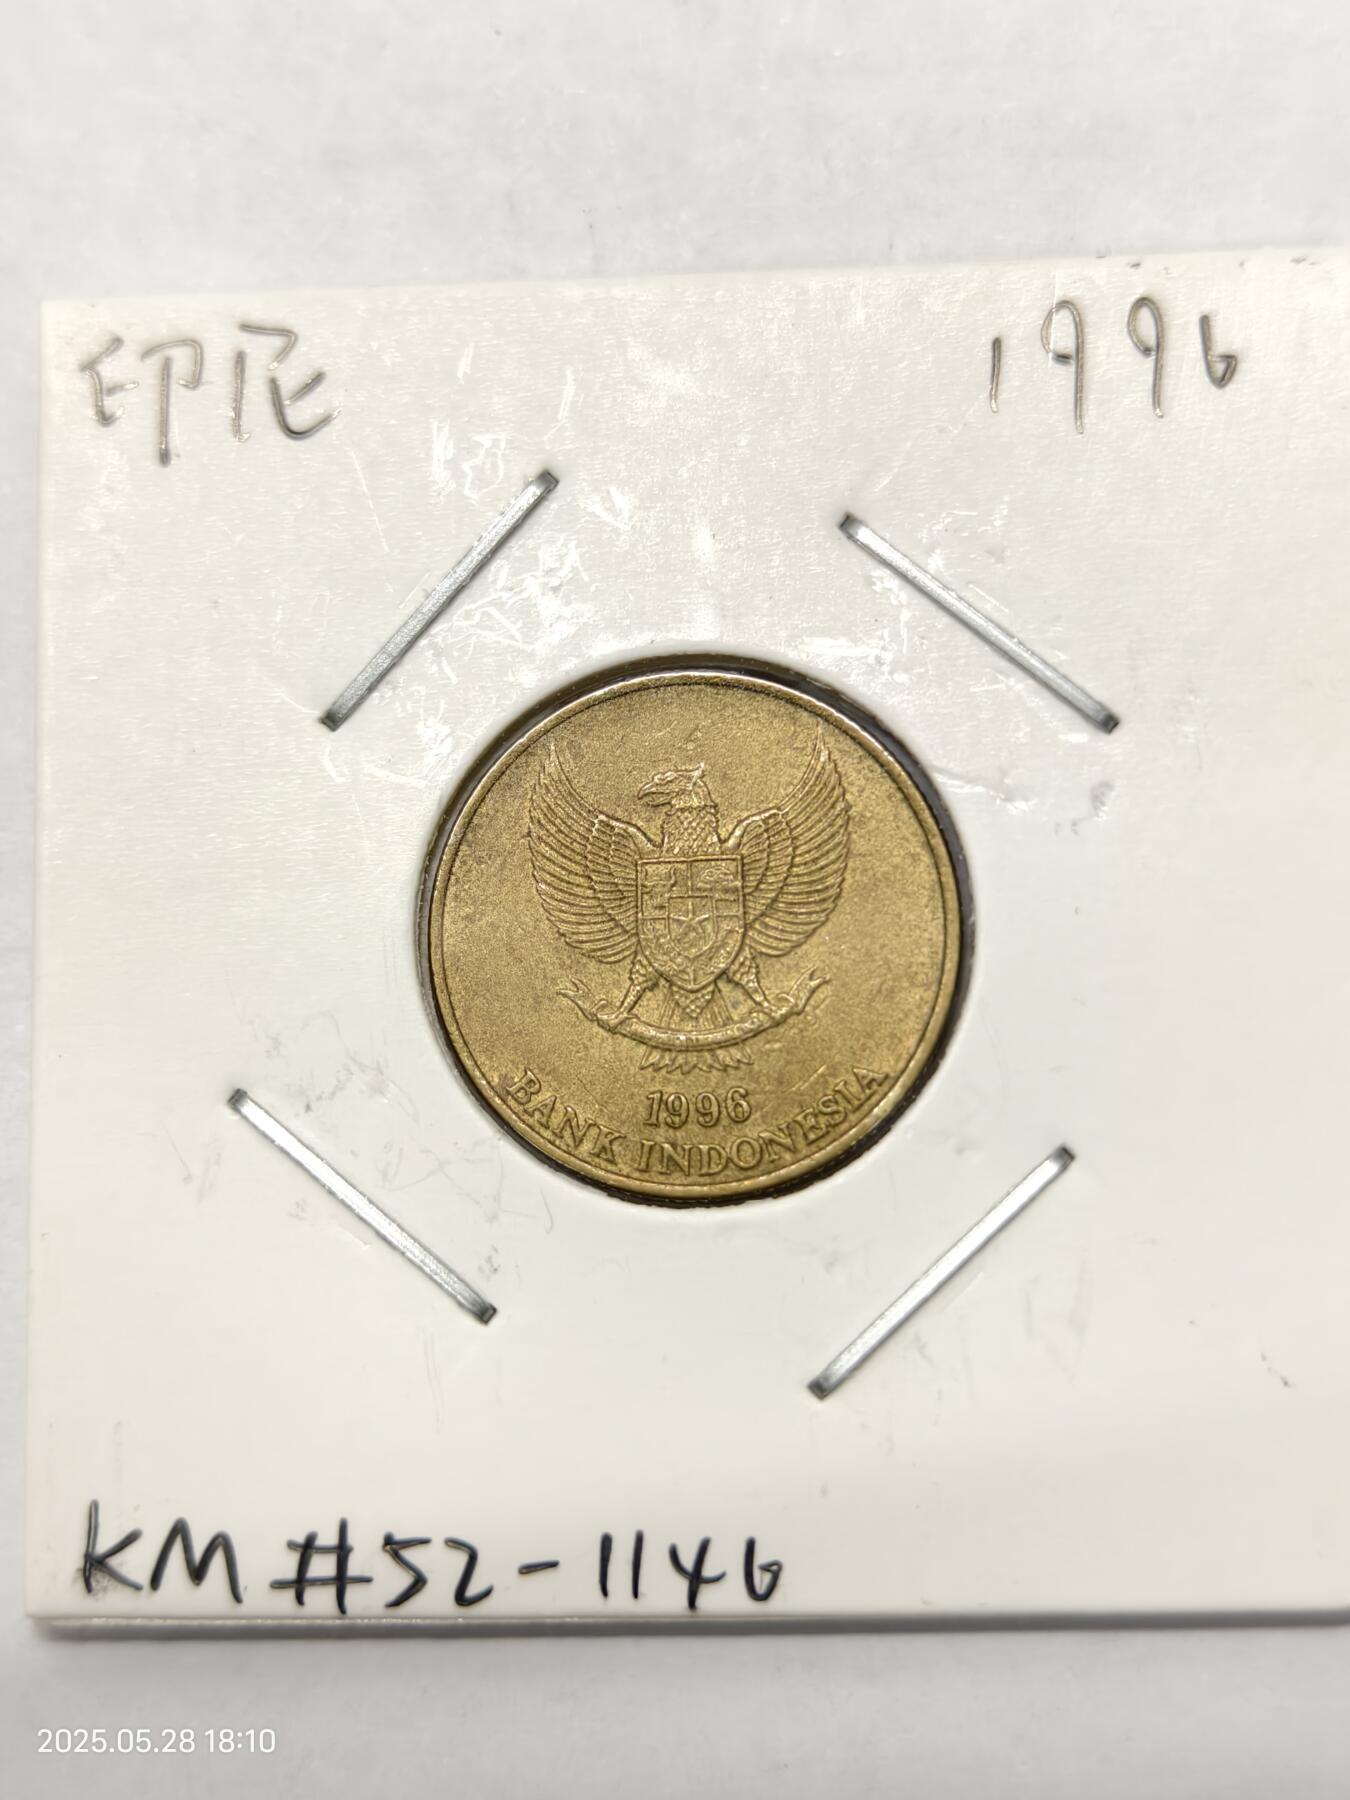 印尼 1996
1996
BANK INDONESIA
KM #52-1146
2025.05.28 18:10